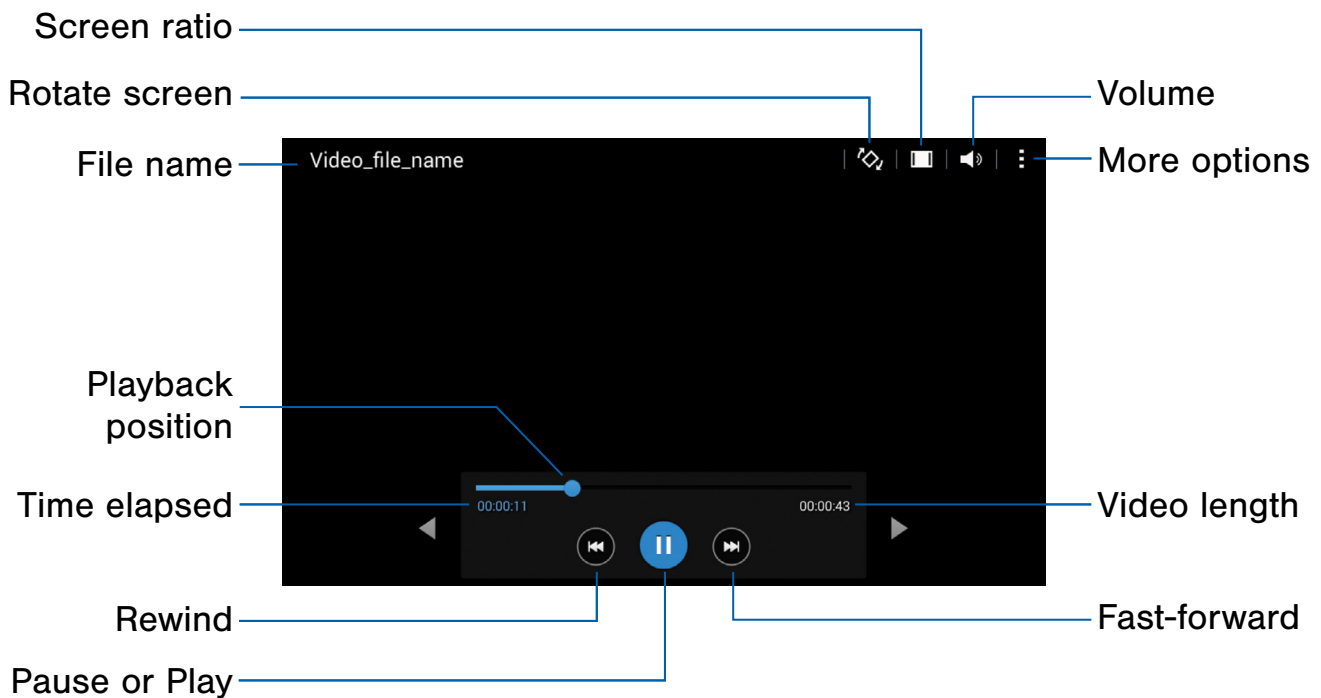 Screen ratio
Rotate screen
Volume
File name
Video_file_name
More options
Playback
position
Time elapsed
00:00:11
00:00:43
Video length
Rewind
Fast-forward
Pause or Play